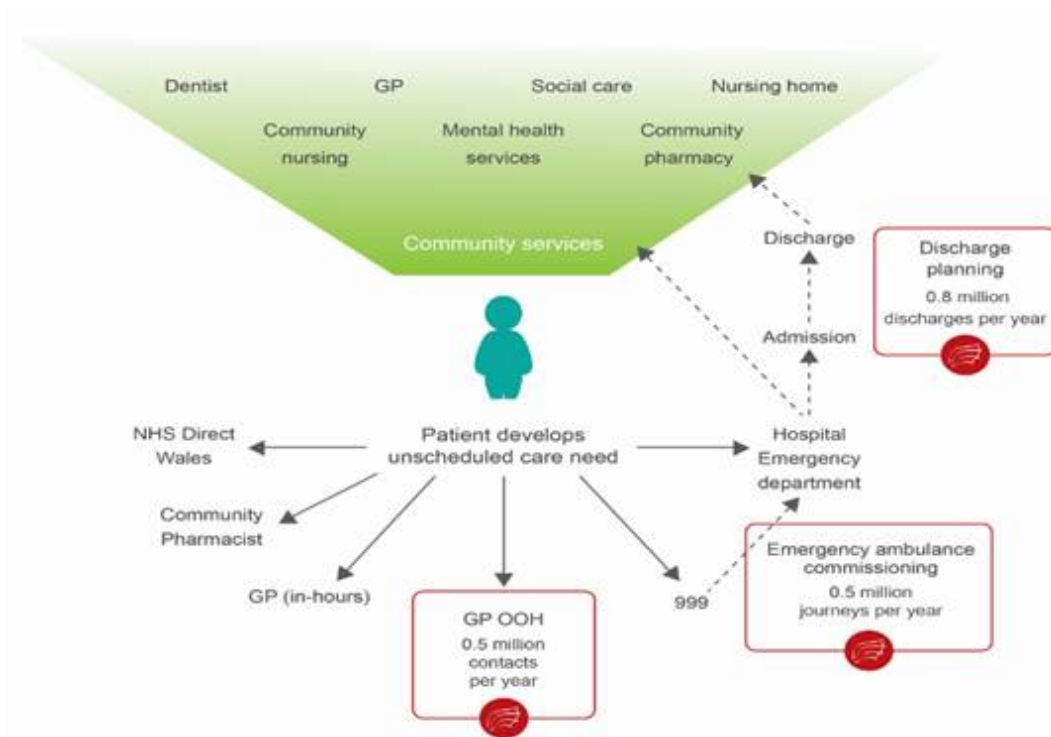 Dentist
GP
Social care
Nursing home
Community
nursing
Mental health
services
Community
pharmacy
Community services
Discharge
Discharge
planning
0.8 million
discharges per year
Admission
NHS Direct
Wales
Patient develops
unscheduled care need
Hospital
Emergency
department
Community
Pharmacist
GP (in-hours)
GP OOH
0.5 million
contacts
per year
999
Emergency ambulance
commissioning
0.5 million
journeys per year